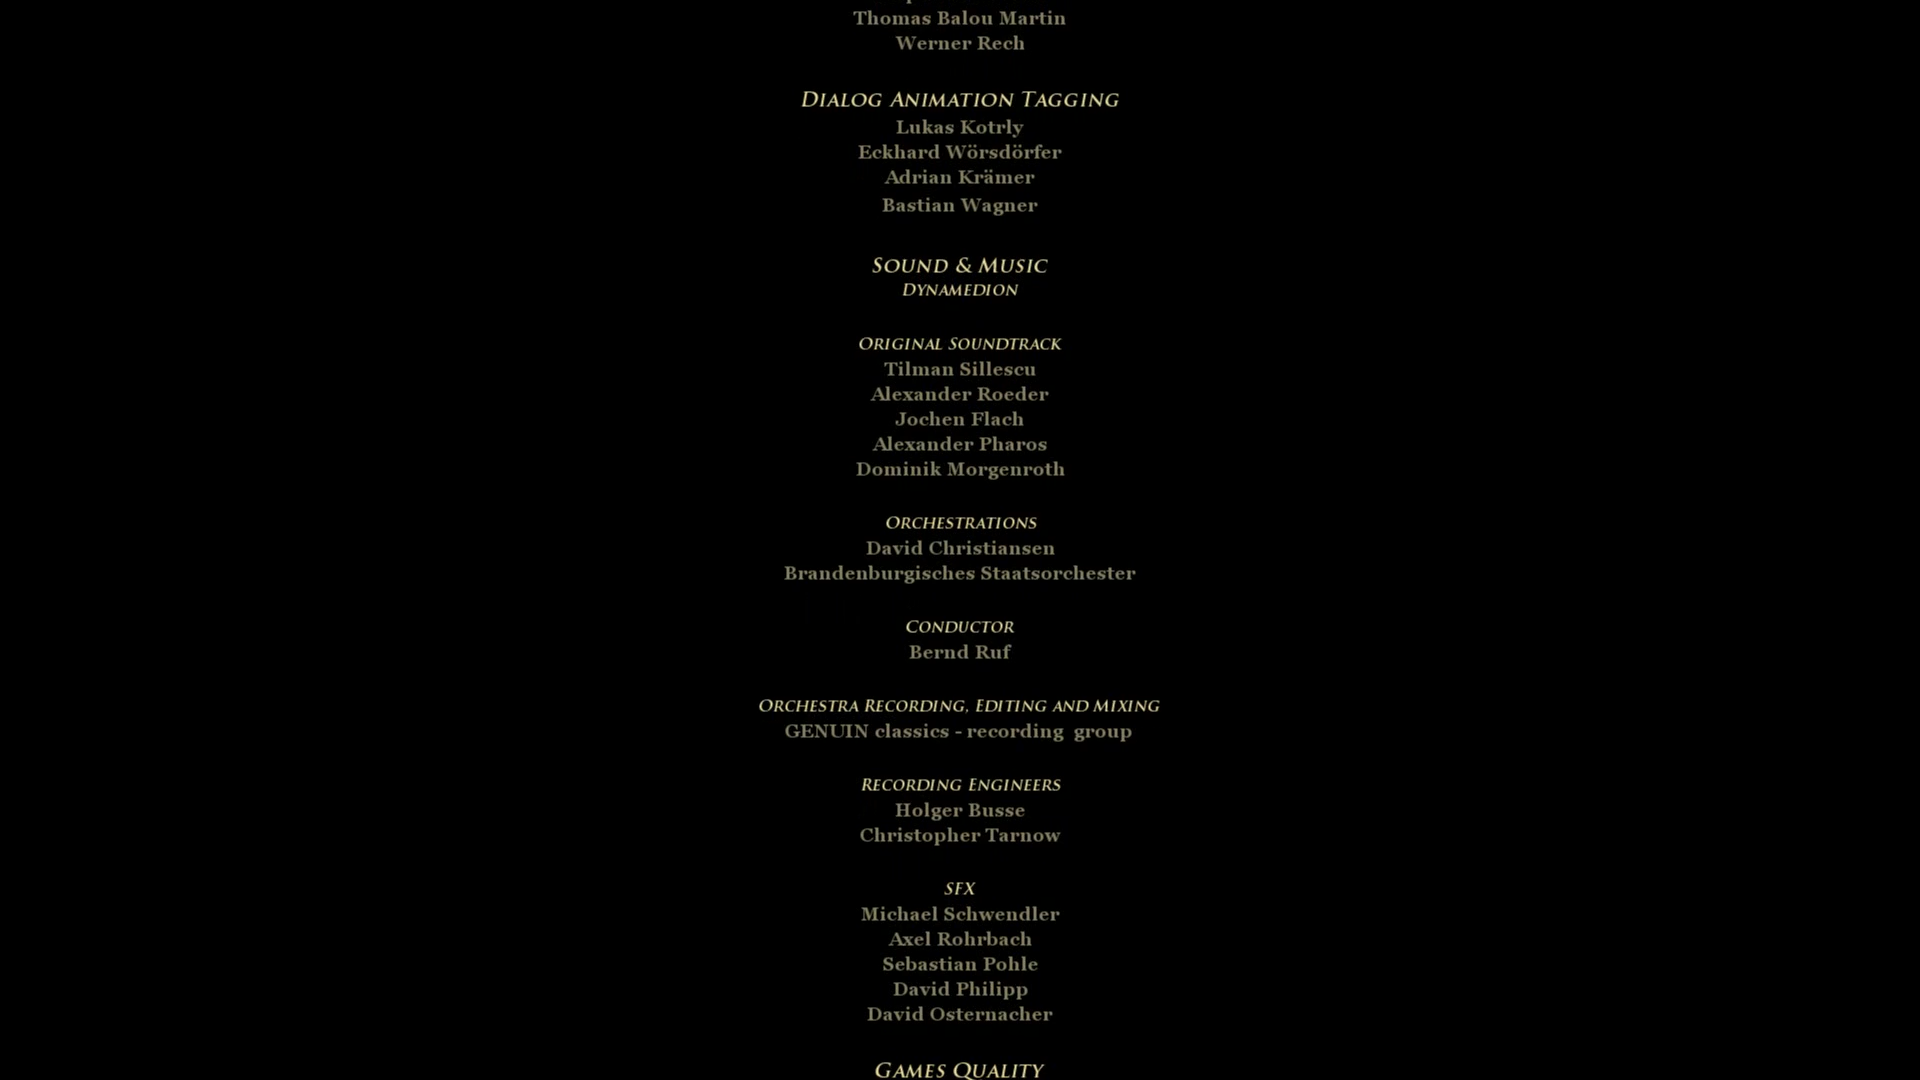 Thomas Balou Martin
Werner Rech
Dialog Animation Tagging
Lukas Kotrly
Eckhard Wörsdörfer
Adrian Krämer
Bastian Wagner
Sound & Music
Dynamedion
Original Soundtrack
Tilman Sillescu
Alexander Roeder
Jochen Flach
Alexander Pharos
Dominik Morgenroth
Orchestrations
David Christiansen
Brandenburgisches Staatsorchester
Conductor
Bernd Ruf
Orchestra Recording, Editing and Mixing
GENUIN classics - recording  group
Recording Engineers
Holger Busse
Christopher Tarnow
SFX
Michael Schwendler
Axel Rohrbach
Sebastian Pohle
David Philipp
David Osternacher
Games Quality